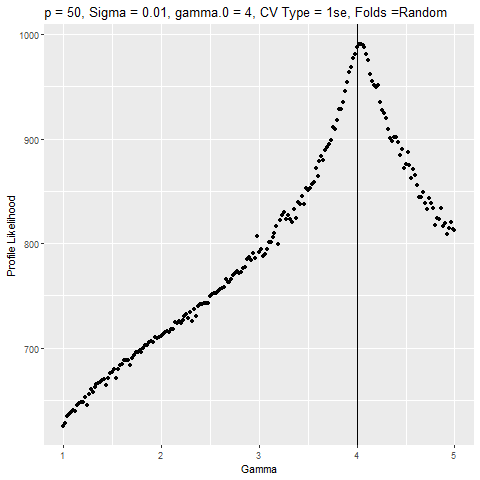 p = 50, Sigma = 0.01, gamma.0 = 4, CV Type = 1se, Folds =Random
1000
900
800
700
Profile Likelihood
1 2 3 4 5
Gamma